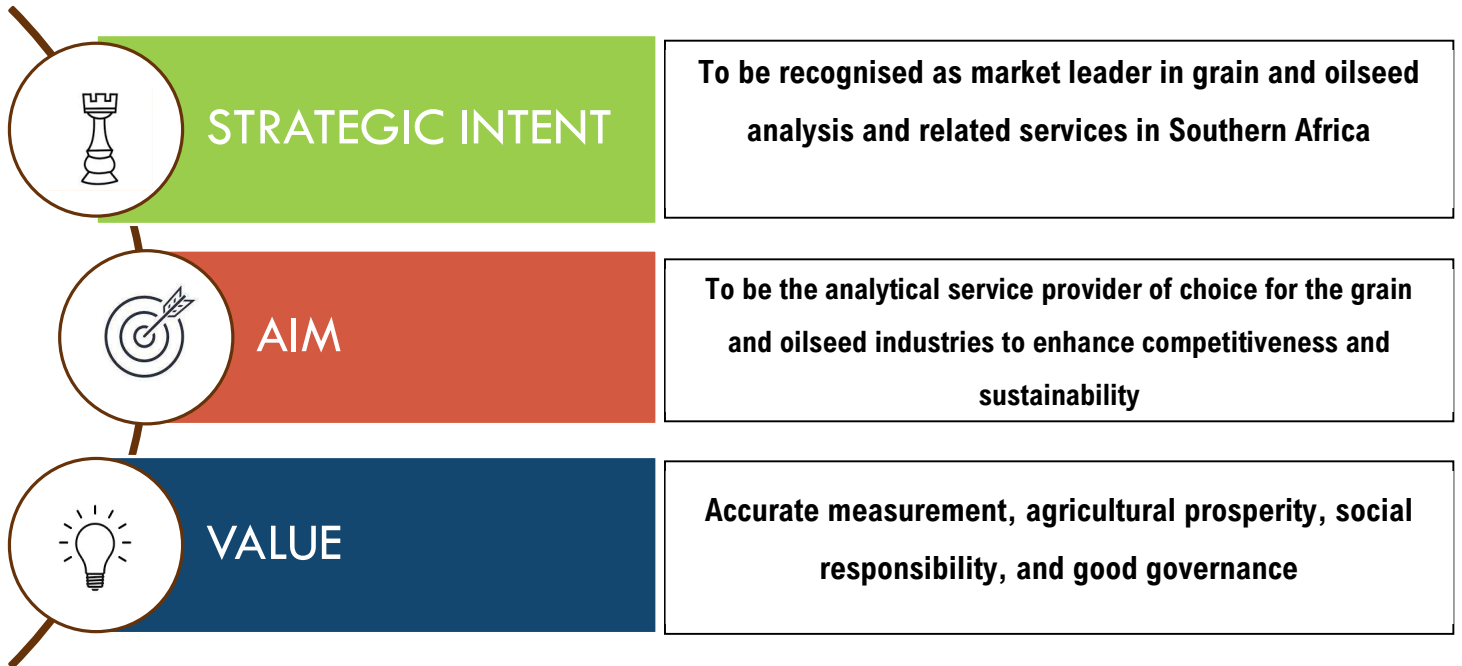 STRATEGIC INTENT
To be recognised as market leader in grain and oilseed
analysis and related services in Southern Africa
AIM
To be the analytical service provider of choice for the grain
and oilseed industries to enhance competitiveness and
sustainability
VALUE
Accurate measurement, agricultural prosperity, social
responsibility, and good governance